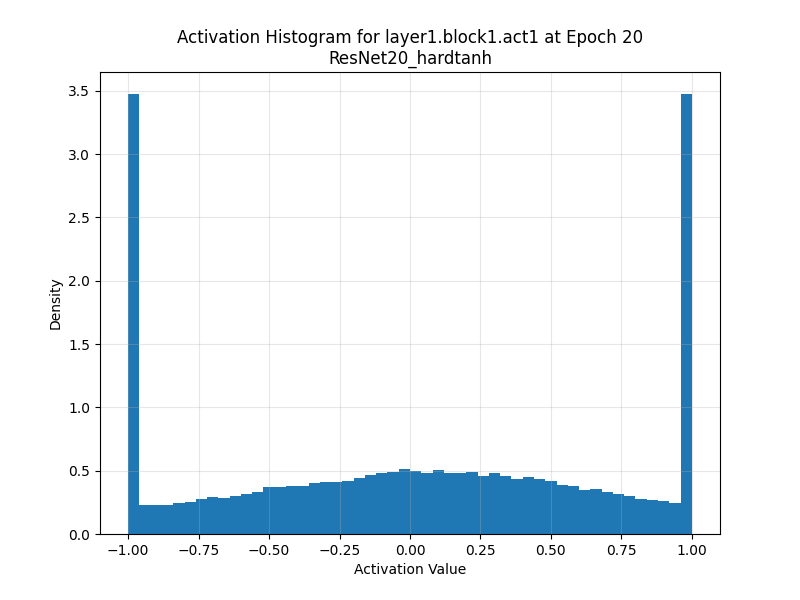 Activation Histogram for layer1.block1.act1 at Epoch 20
ResNet20_hardtanh
3.5
3.0
2.5
2.0
1.5
1.0
0.5
0.0
Density
−1.00 −0.75 −0.50 −0.25 0.00 0.25 0.50 0.75 1.00
Activation Value